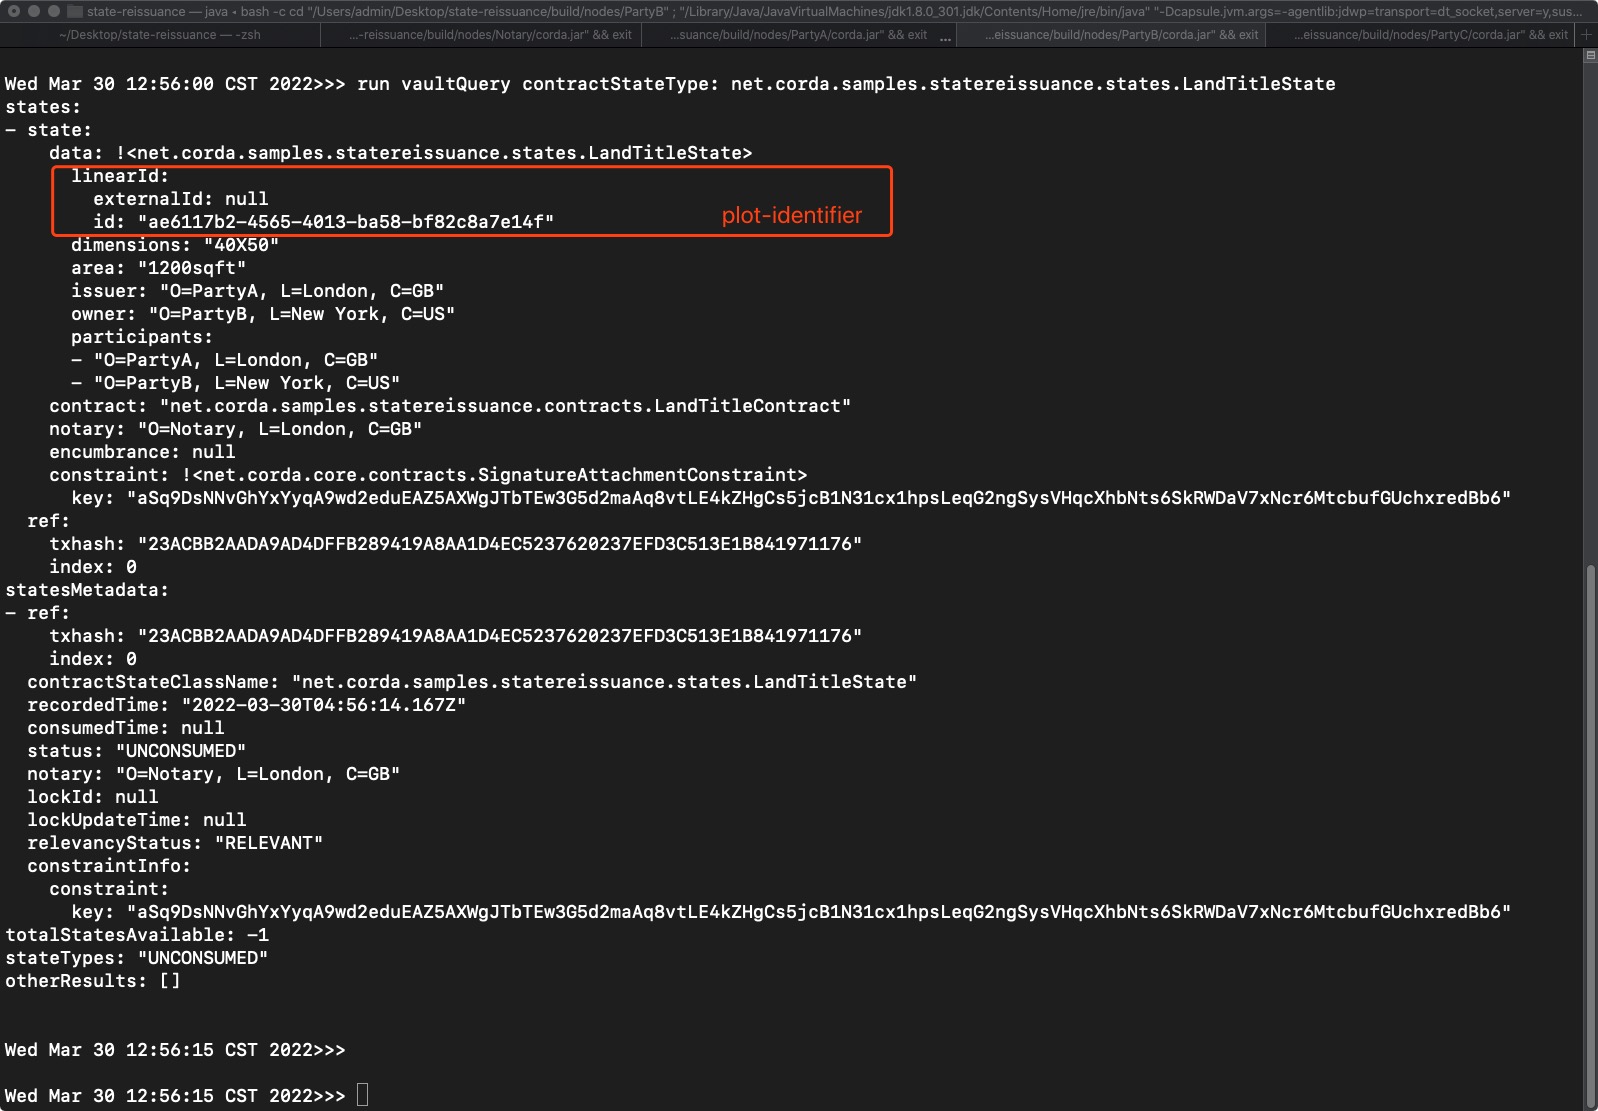 state-reissuance — java ◂ bash -c cd "/Users/admin/Desktop/state-reissuance/build/nodes/PartyB" ; "/Library/Java/JavaVirtualMachines/jdk1.8.0_301.jdk/Contents/Home/jre/bin/java" "-Dcapsule.jvm.args=-agentlib:jdwp=transport=dt_socket,server=y,sus...
~/Desktop/state-reissuance — -zsh
...-reissuance/build/nodes/Notary/corda.jar" && exit
...suance/build/nodes/PartyA/corda.jar" && exit ...
...eissuance/build/nodes/PartyB/corda.jar" && exit
...eissuance/build/nodes/PartyC/corda.jar" && exit +
Wed Mar 30 12:56:00 CST 2022>>> run vaultQuery contractStateType: net.corda.samples.statereissuance.states.LandTitleState
states:
- state:
    data: !<net.corda.samples.statereissuance.states.LandTitleState>
      linearId:
        externalId: null
        id: "ae6117b2-4565-4013-ba58-bf82c8a7e14f"
plot-identifier
      dimensions: "40X50"
      area: "1200sqft"
      issuer: "O=PartyA, L=London, C=GB"
      owner: "O=PartyB, L=New York, C=US"
      participants:
      - "O=PartyA, L=London, C=GB"
      - "O=PartyB, L=New York, C=US"
    contract: "net.corda.samples.statereissuance.contracts.LandTitleContract"
    notary: "O=Notary, L=London, C=GB"
    encumbrance: null
    constraint: !<net.corda.core.contracts.SignatureAttachmentConstraint>
      key: "aSq9DsNNvGhYxYyqA9wd2eduEAZ5AXWgJTbTEw3G5d2maAq8vtLE4kZHgCs5jcB1N31cx1hpsLeqG2ngSysVHqcXhbNts6SkRWDaV7xNcr6MtcbufGUchxredBb6"
  ref:
    txhash: "23ACBB2AADA9AD4DFFB289419A8AA1D4EC5237620237EFD3C513E1B841971176"
    index: 0
statesMetadata:
- ref:
    txhash: "23ACBB2AADA9AD4DFFB289419A8AA1D4EC5237620237EFD3C513E1B841971176"
    index: 0
  contractStateClassName: "net.corda.samples.statereissuance.states.LandTitleState"
  recordedTime: "2022-03-30T04:56:14.167Z"
  consumedTime: null
  status: "UNCONSUMED"
  notary: "O=Notary, L=London, C=GB"
  lockId: null
  lockUpdateTime: null
  relevancyStatus: "RELEVANT"
  constraintInfo:
    constraint:
      key: "aSq9DsNNvGhYxYyqA9wd2eduEAZ5AXWgJTbTEw3G5d2maAq8vtLE4kZHgCs5jcB1N31cx1hpsLeqG2ngSysVHqcXhbNts6SkRWDaV7xNcr6MtcbufGUchxredBb6"
totalStatesAvailable: -1
stateTypes: "UNCONSUMED"
otherResults: []
Wed Mar 30 12:56:15 CST 2022>>>
Wed Mar 30 12:56:15 CST 2022>>>